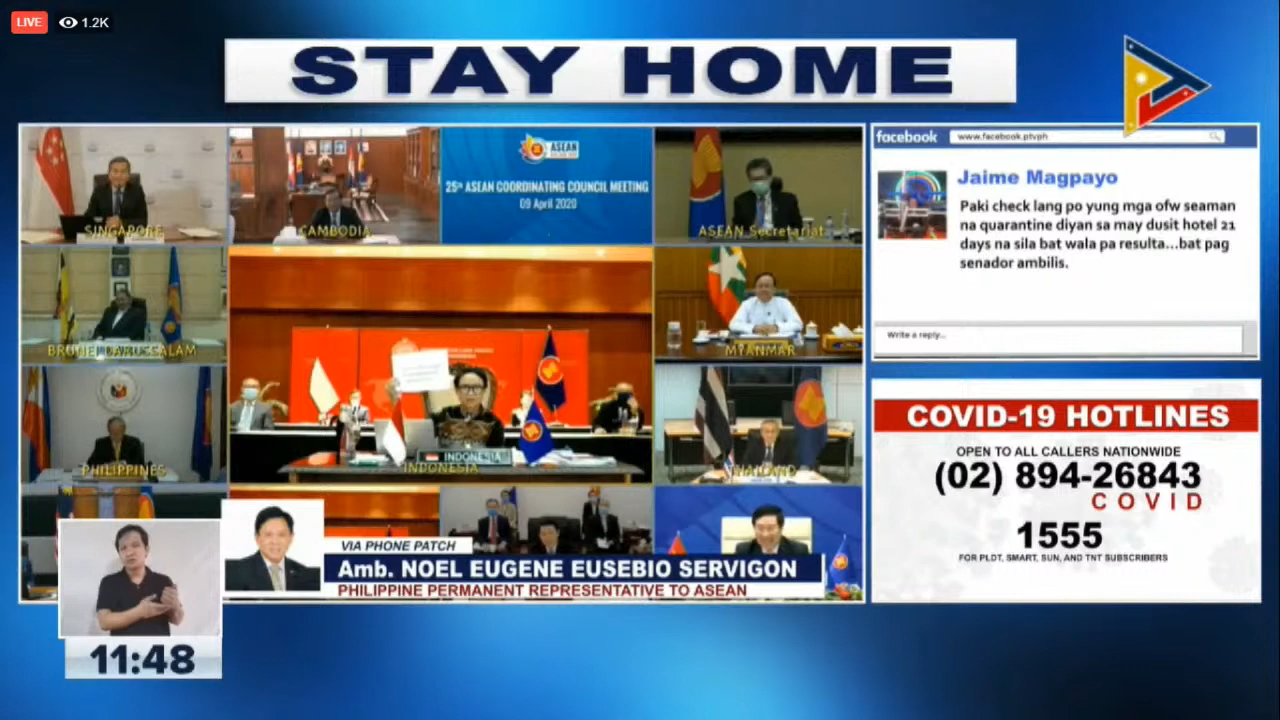 LIVE 1.2K
STAY HOME
SINGAPORE
CAMBODIA
ASEAN
25th ASEAN COORDINATING COUNCIL MEETING
09 April 2020
ASEAN Secretariat
BRUNEI DARUSSALAM
MYANMAR
PHILIPPINES
INDONESIA
INDONESIA
THAILAND
facebook www.facebook.ptvph
Jaime Magpayo
Paki check lang po yung mga ofw seaman
na quarantine diyan sa may dusit hotel 21
days na sila bat wala pa resulta...bat pag
senador ambilis.
Write a reply...
COVID-19 HOTLINES
OPEN TO ALL CALLERS NATIONWIDE
(02) 894-26843
COVID
1555
FOR PLDT, SMART, SUN, AND TNT SUBSCRIBERS
VIA PHONE PATCH
Amb. NOEL EUGENE EUSEBIO SERVIGON
PHILIPPINE PERMANENT REPRESENTATIVE TO ASEAN
11:48